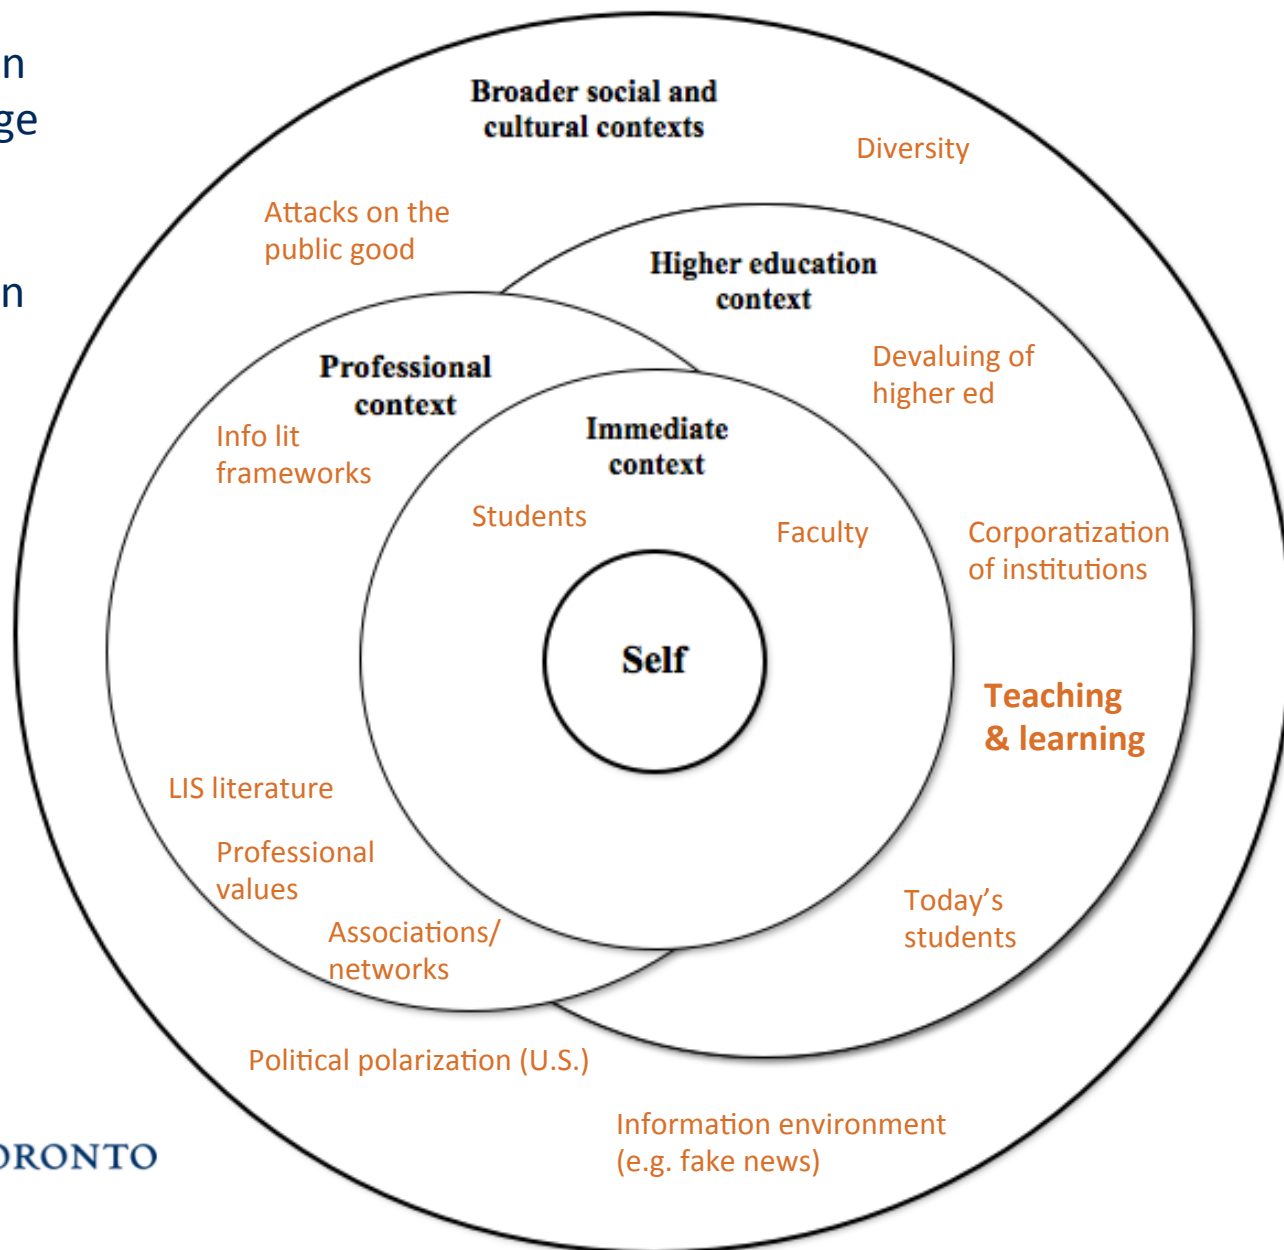 Broader social and
cultural contexts
Diversity
Attacks on the
public good
Higher education
context
Professional
context
Devaluing of
higher ed
Info lit
frameworks
Immediate
context
Students
Faculty
Corporatization
of institutions
Self
Teaching
& learning
LIS literature
Professional
values
Associations/
networks
Today’s
students
Political polarization (U.S.)
Information environment
(e.g. fake news)